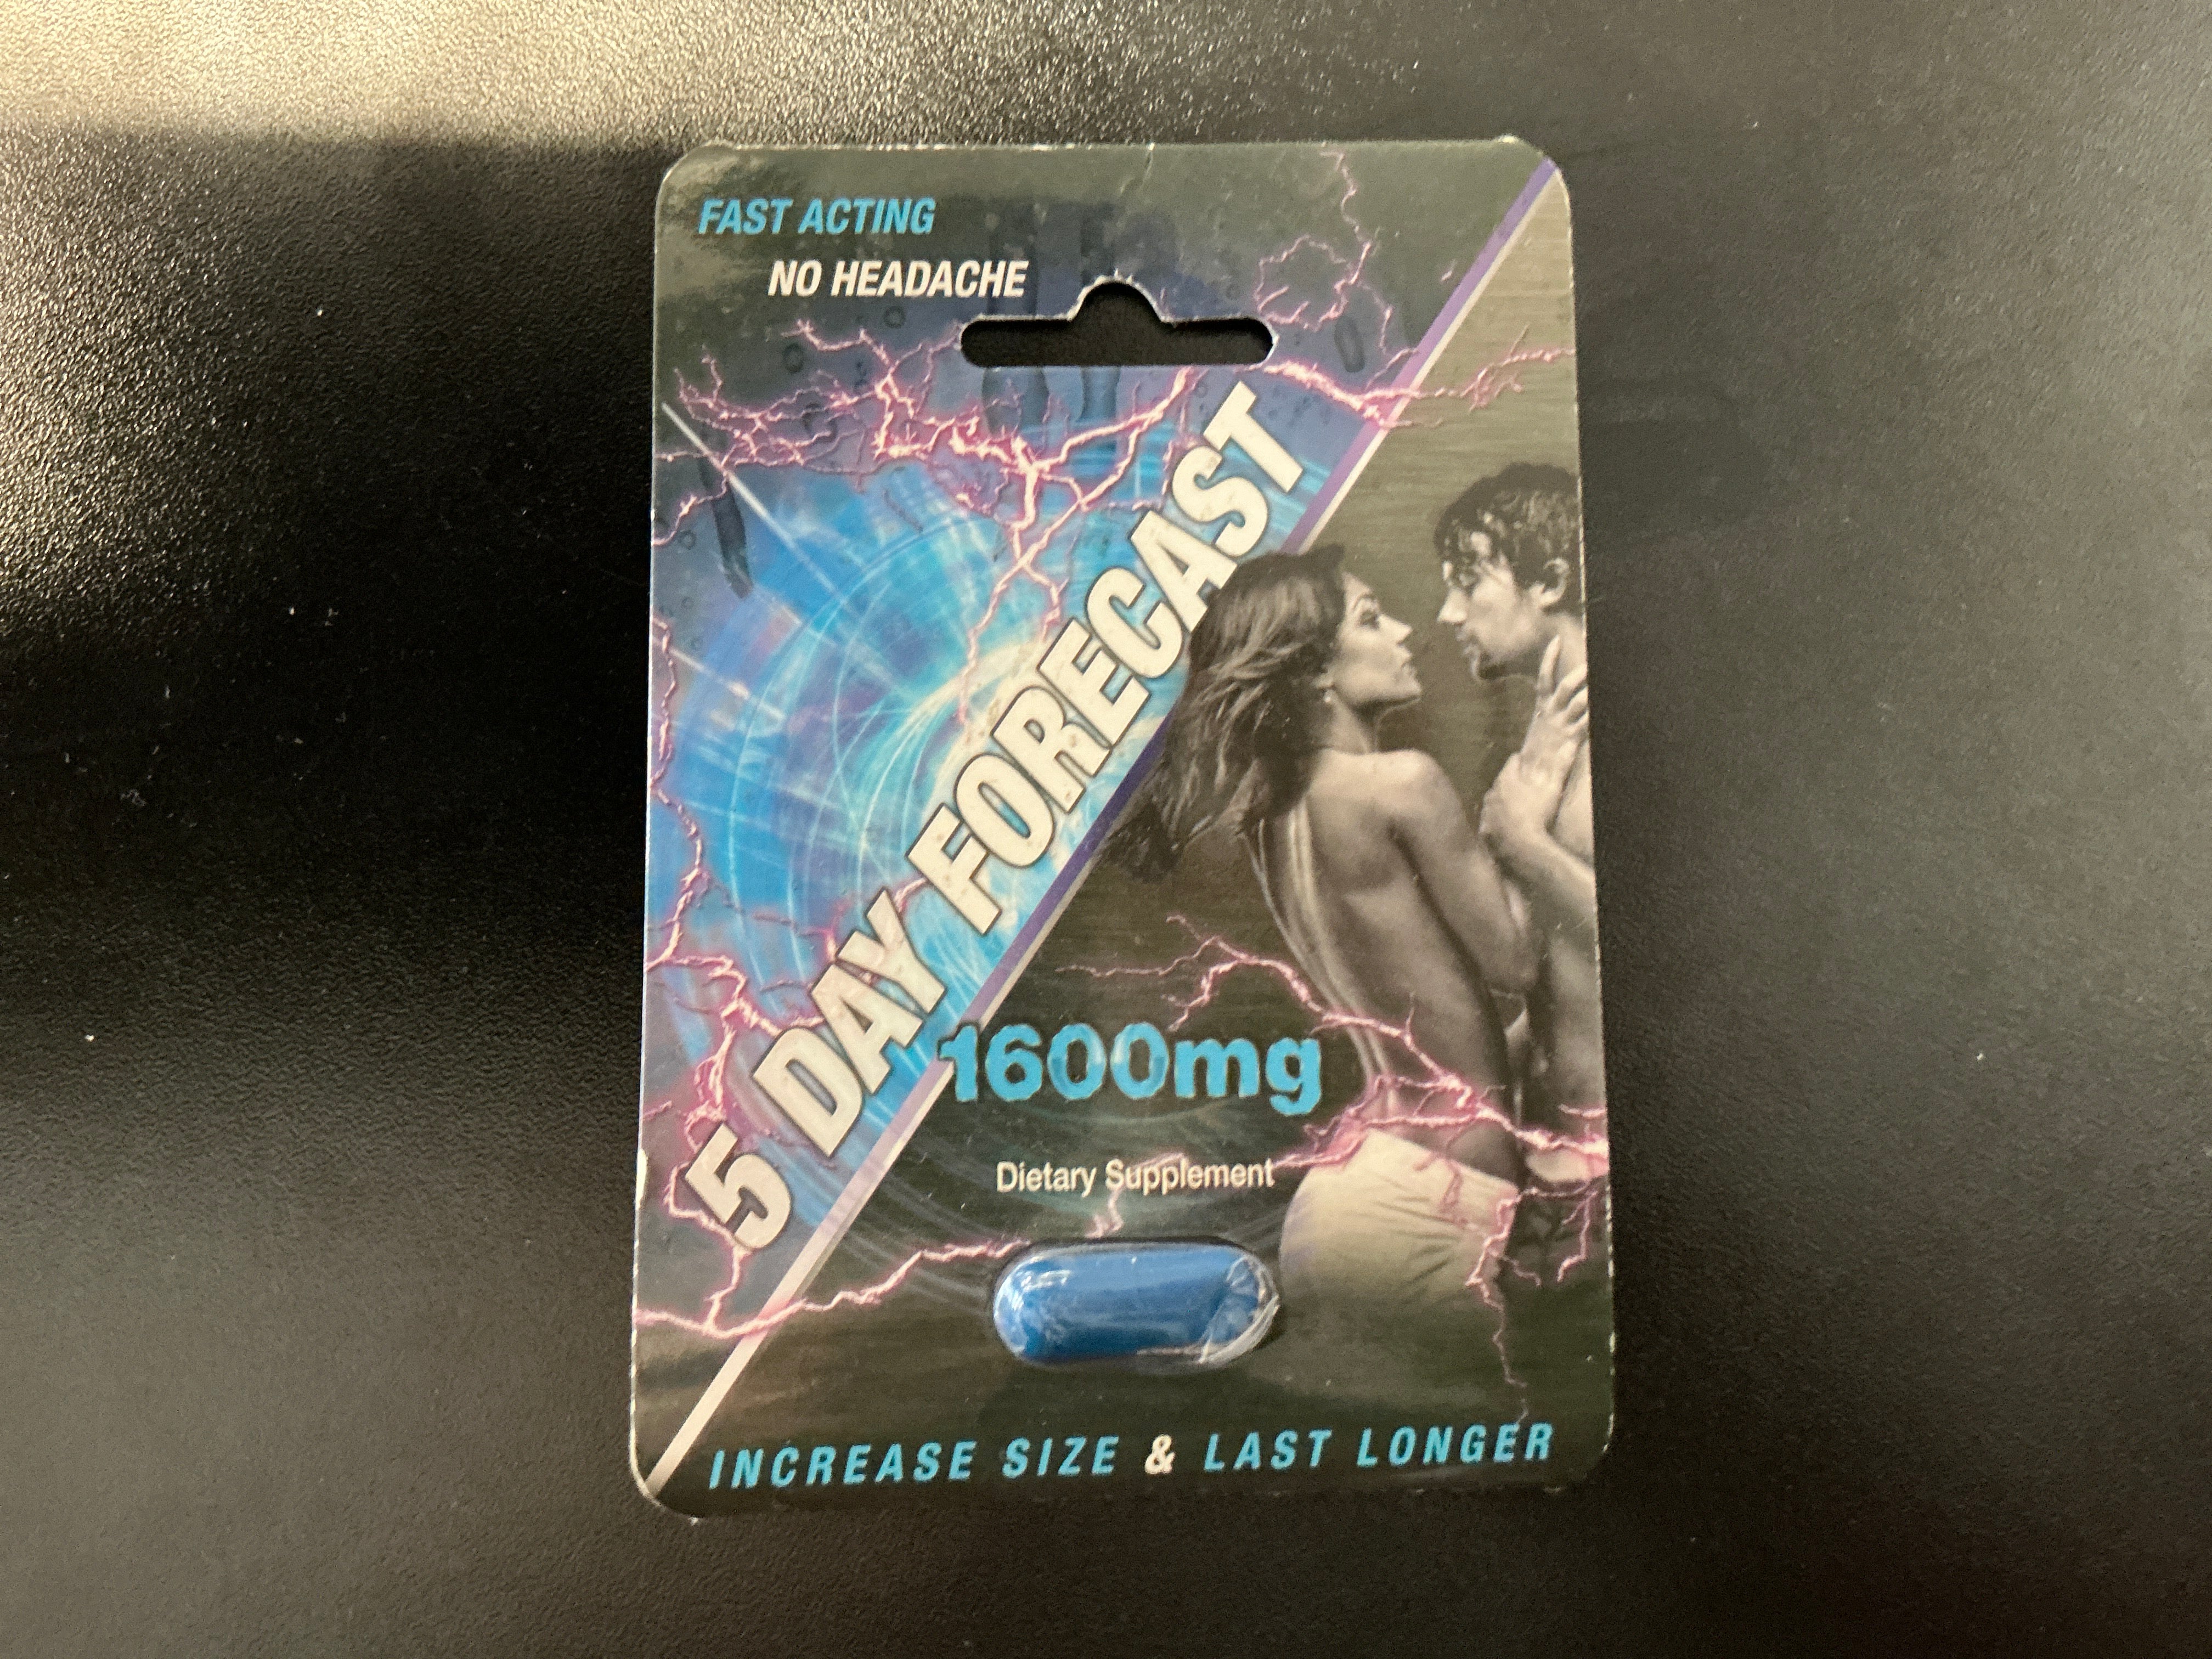 FAST ACTING
NO HEADACHE
5 DAY FORECAST
1600mg
Dietary Supplement
INCREASE SIZE & LAST LONGER